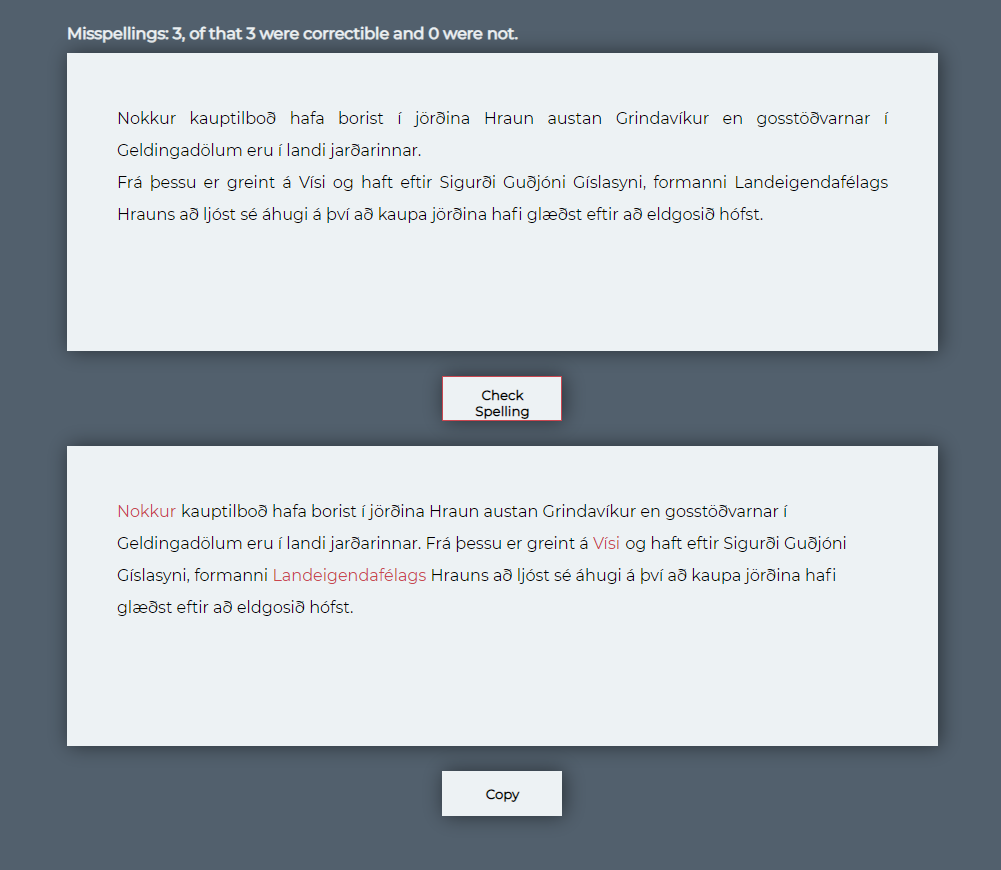 Misspellings: 3, of that 3 were correctible and 0 were not.
Nokkur kauptilboð hafa borist í jörðina Hraun austan Grindavíkur en gosstöðvarnar í
Geldingadölum eru í landi jarðarinnar.
Frá þessu er greint á Vísi og haft eftir Sigurði Guðjóni Gíslasyni, formanni Landeigendafélags
Hrauns að ljóst sé áhugi á því að kaupa jörðina hafi glæðst eftir að eldgosið hófst.
Check
Spelling
Nokkur kauptilboð hafa borist í jörðina Hraun austan Grindavíkur en gosstöðvarnar í
Geldingadölum eru í landi jarðarinnar. Frá þessu er greint á Vísi og haft eftir Sigurði Guðjóni
Gíslasyni, formanni Landeigendafélags Hrauns að ljóst sé áhugi á því að kaupa jörðina hafi
glæðst eftir að eldgosið hófst.
Copy